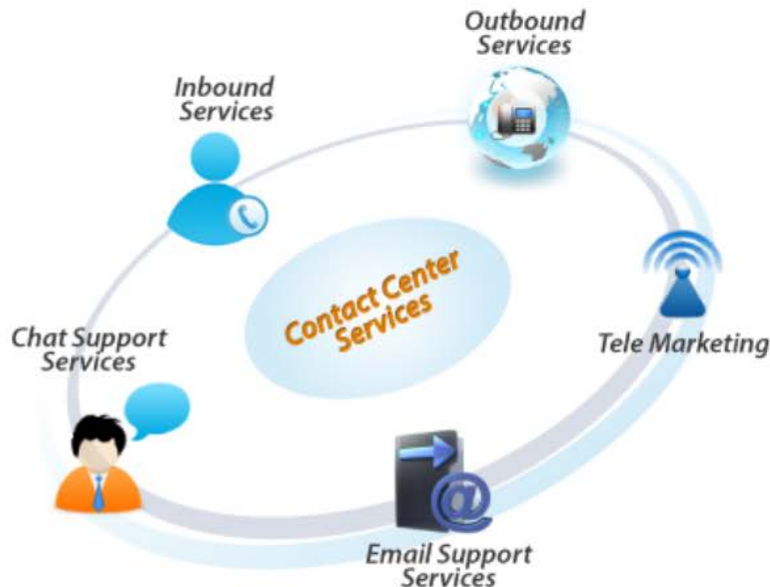 Outbound
Services
Inbound
Services
Contact Center
Services
Tele Marketing
Chat Support
Services
Email Support
Services